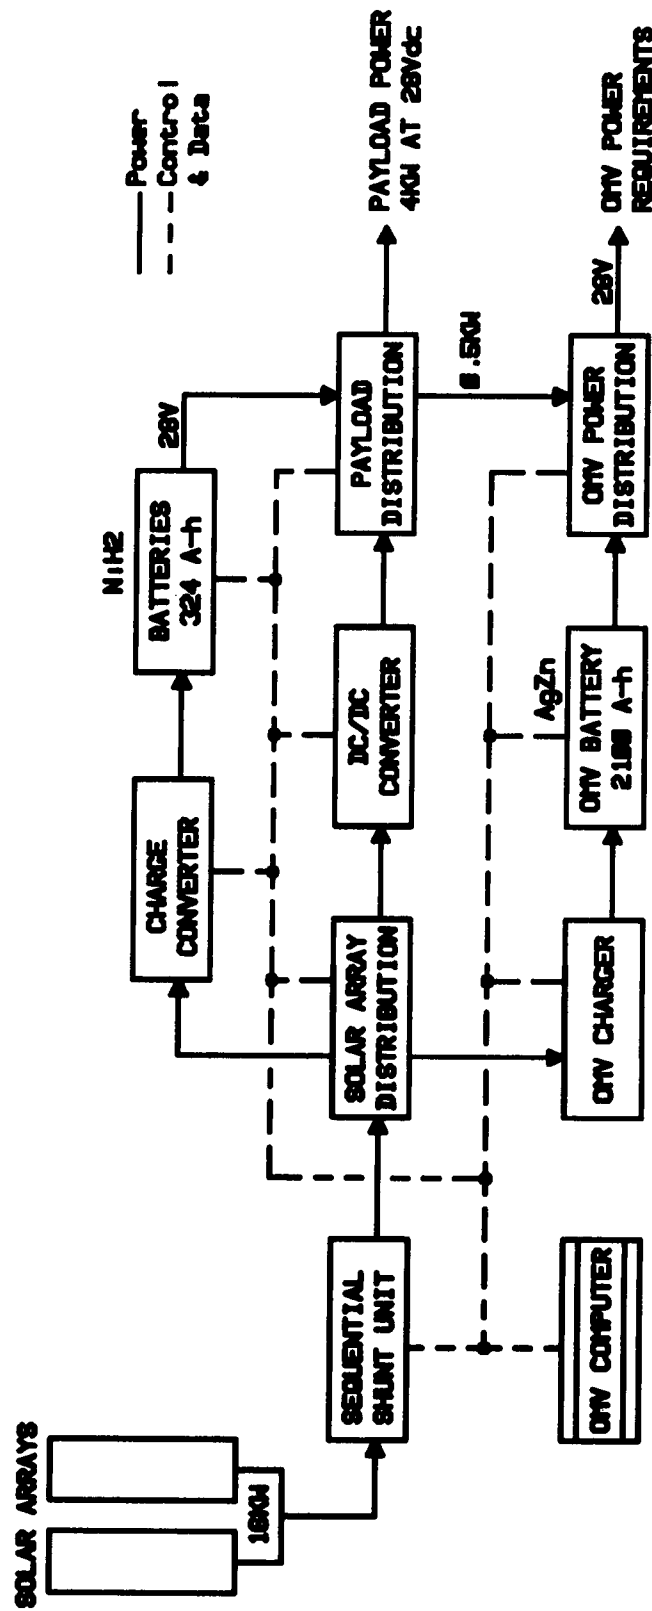 SOLAR ARRAYS
16KW
SEQUENTIAL
SHUNT UNIT
OMV COMPUTER
SOLAR ARRAY
DISTRIBUTION
OMV CHARGER
CHARGE
CONVERTER
DC/DC
CONVERTER
AgZn
OMV BATTERY
2100 A-h
NiH2
BATTERIES
324 A-h
28V
PAYLOAD
DISTRIBUTION
0.5KW
OMV POWER
DISTRIBUTION
28V
Power
Control
& Data
PAYLOAD POWER
4KW AT 28Vdc
OMV POWER
REQUIREMENTS